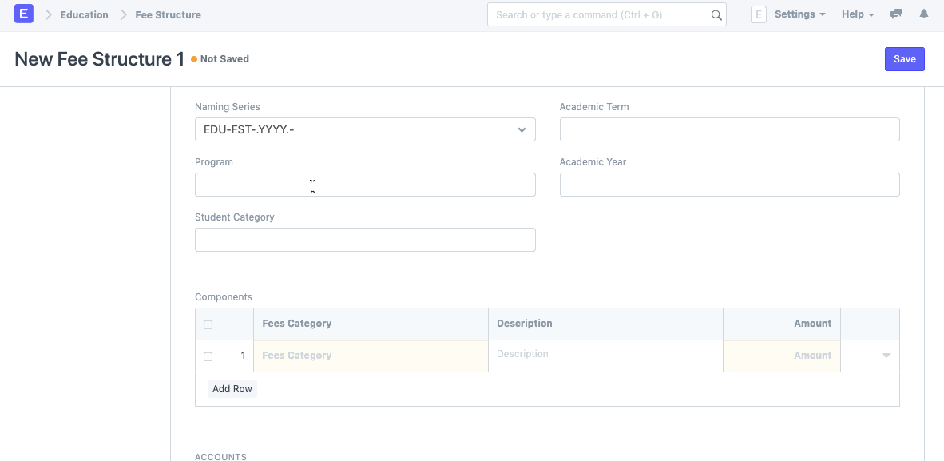 E Education Fee Structure Search or type a command (Ctrl + G) E Settings Help
New Fee Structure 1 Not Saved Save
Naming Series Academic Term
EDU-FST-.YYYY.-
Program Academic Year
Student Category
Components
Fees Category Description Amount
1 Fees Category Description Amount
Add Row
ACCOUNTS